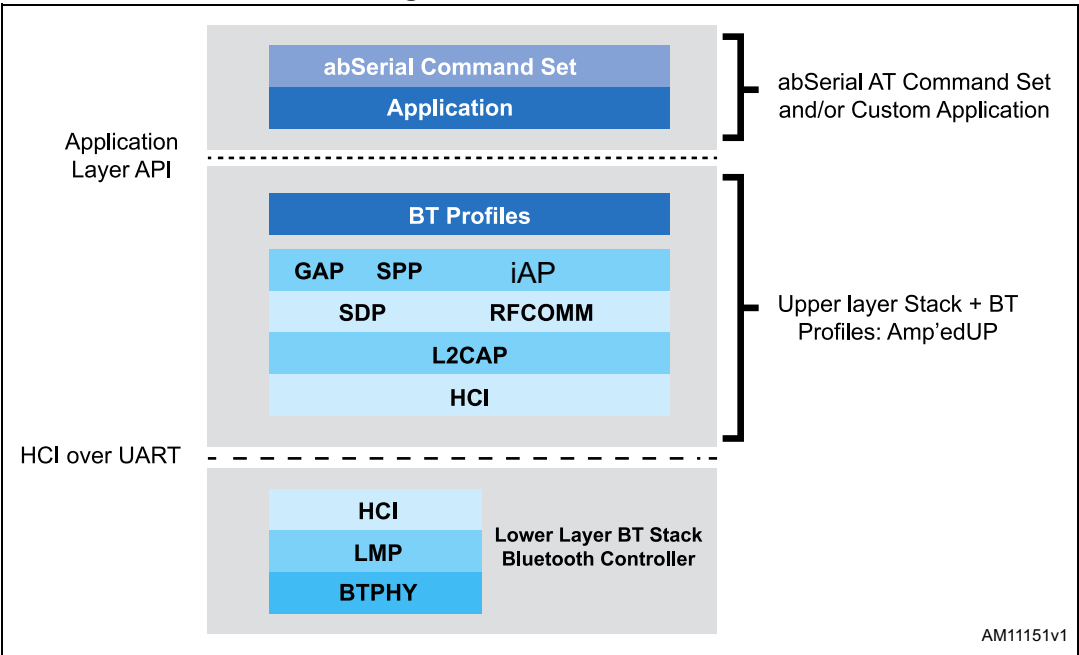 abSerial Command Set
Application
abSerial AT Command Set
and/or Custom Application
Application
Layer API
BT Profiles
GAP SPP iAP
SDP RFCOMM
L2CAP
HCI
Upper layer Stack + BT
Profiles: Amp'edUP
HCI over UART
HCI
LMP
BTPHY
Lower Layer BT Stack
Bluetooth Controller
AM11151v1